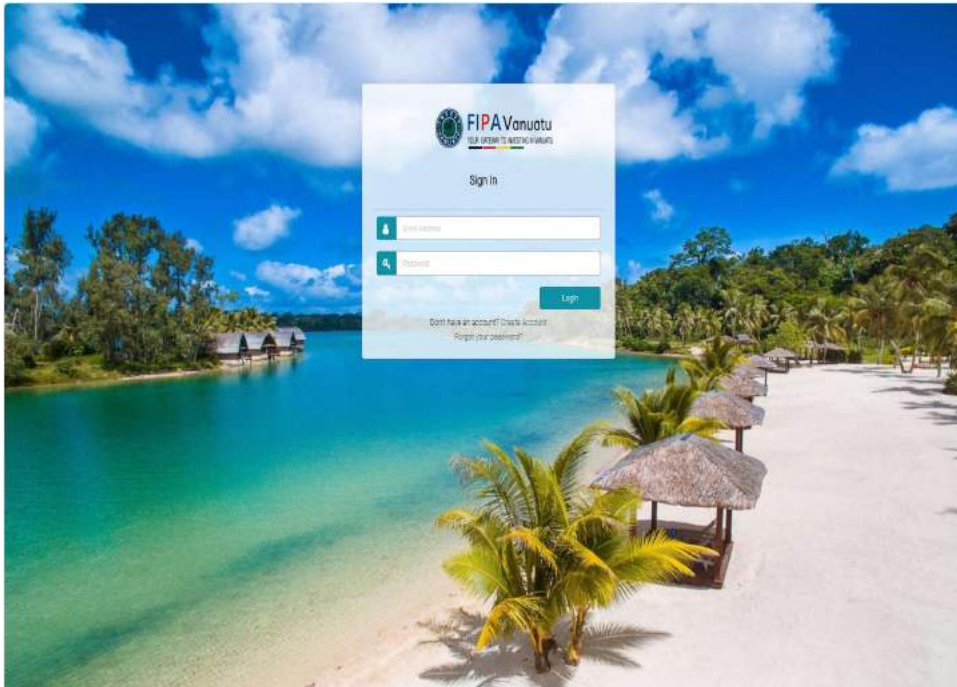 FIPA Vanuatu
YOUR GATEWAY TO INVESTING IN VANUATU
Sign In
Email Address
Password
Login
Don't have an account? Create Account
Forgot your password?